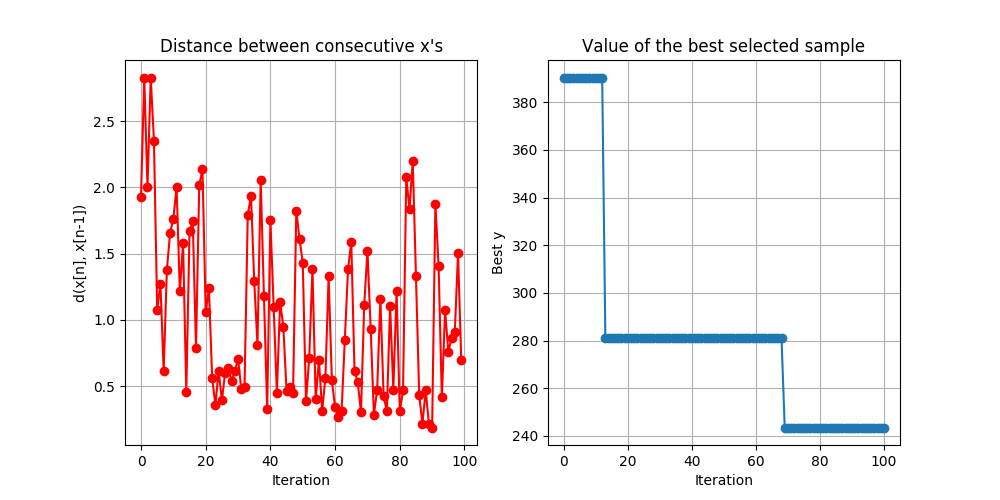 Distance between consecutive x's
d(x[n], x[n-1])
2.5
2.0
1.5
1.0
0.5
0 20 40 60 80 100
Iteration
Value of the best selected sample
Best y
380
360
340
320
300
280
260
240
0 20 40 60 80 100
Iteration